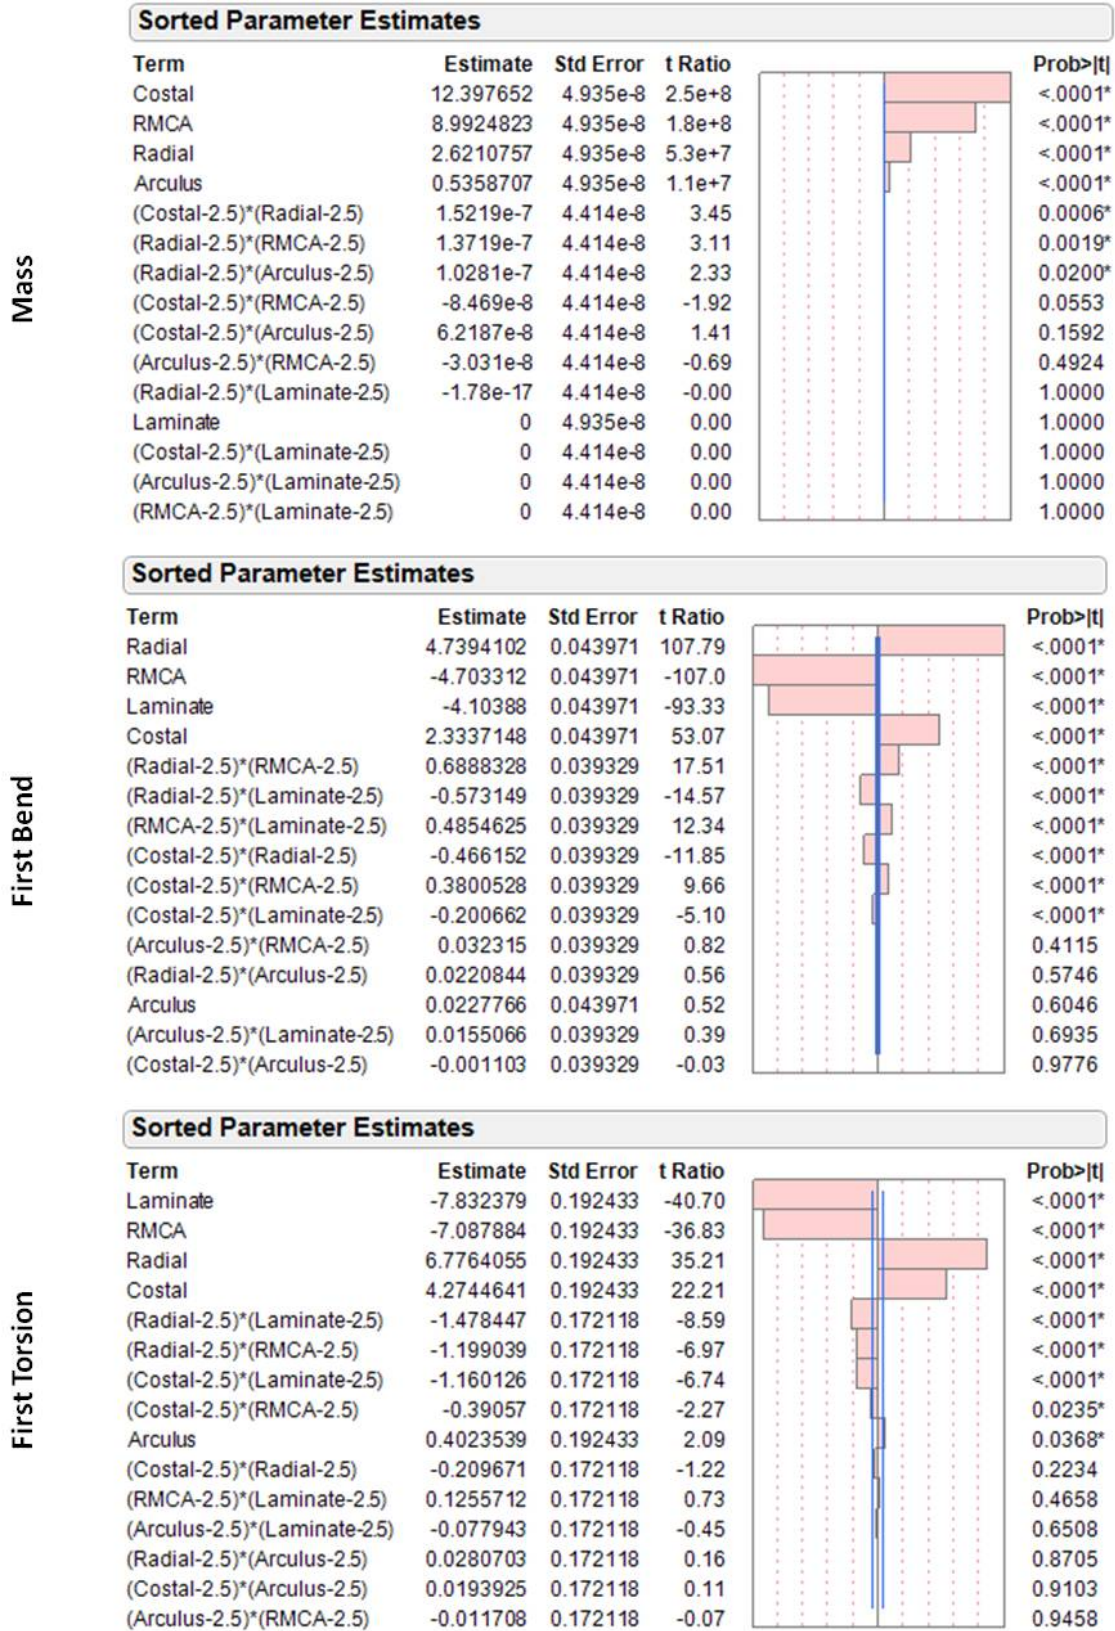 Mass
Sorted Parameter Estimates
Term Estimate Std Error t Ratio Prob>|t|
Costal 12.397652 4.935e-8 2.5e+8 <.0001*
RMCA 8.9924823 4.935e-8 1.8e+8 <.0001*
Radial 2.6210757 4.935e-8 5.3e+7 <.0001*
Arculus 0.5358707 4.935e-8 1.1e+7 <.0001*
(Costal-2.5)*(Radial-2.5) 1.5219e-7 4.414e-8 3.45 0.0006*
(Radial-2.5)*(RMCA-2.5) 1.3719e-7 4.414e-8 3.11 0.0019*
(Radial-2.5)*(Arculus-2.5) 1.0281e-7 4.414e-8 2.33 0.0200*
(Costal-2.5)*(RMCA-2.5) -8.469e-8 4.414e-8 -1.92 0.0553
(Costal-2.5)*(Arculus-2.5) 6.2187e-8 4.414e-8 1.41 0.1592
(Arculus-2.5)*(RMCA-2.5) -3.031e-8 4.414e-8 -0.69 0.4924
(Radial-2.5)*(Laminate-2.5) -1.78e-17 4.414e-8 -0.00 1.0000
Laminate 0 4.935e-8 0.00 1.0000
(Costal-2.5)*(Laminate-2.5) 0 4.414e-8 0.00 1.0000
(Arculus-2.5)*(Laminate-2.5) 0 4.414e-8 0.00 1.0000
(RMCA-2.5)*(Laminate-2.5) 0 4.414e-8 0.00 1.0000
First Bend
Sorted Parameter Estimates
Term Estimate Std Error t Ratio Prob>|t|
Radial 4.7394102 0.043971 107.79 <.0001*
RMCA -4.703312 0.043971 -107.0 <.0001*
Laminate -4.10388 0.043971 -93.33 <.0001*
Costal 2.3337148 0.043971 53.07 <.0001*
(Radial-2.5)*(RMCA-2.5) 0.6888328 0.039329 17.51 <.0001*
(Radial-2.5)*(Laminate-2.5) -0.573149 0.039329 -14.57 <.0001*
(RMCA-2.5)*(Laminate-2.5) 0.4854625 0.039329 12.34 <.0001*
(Costal-2.5)*(Radial-2.5) -0.466152 0.039329 -11.85 <.0001*
(Costal-2.5)*(RMCA-2.5) 0.3800528 0.039329 9.66 <.0001*
(Costal-2.5)*(Laminate-2.5) -0.200662 0.039329 -5.10 <.0001*
(Arculus-2.5)*(RMCA-2.5) 0.032315 0.039329 0.82 0.4115
(Radial-2.5)*(Arculus-2.5) 0.0220844 0.039329 0.56 0.5746
Arculus 0.0227766 0.043971 0.52 0.6046
(Arculus-2.5)*(Laminate-2.5) 0.0155066 0.039329 0.39 0.6935
(Costal-2.5)*(Arculus-2.5) -0.001103 0.039329 -0.03 0.9776
First Torsion
Sorted Parameter Estimates
Term Estimate Std Error t Ratio Prob>|t|
Laminate -7.832379 0.192433 -40.70 <.0001*
RMCA -7.087884 0.192433 -36.83 <.0001*
Radial 6.7764055 0.192433 35.21 <.0001*
Costal 4.2744641 0.192433 22.21 <.0001*
(Radial-2.5)*(Laminate-2.5) -1.478447 0.172118 -8.59 <.0001*
(Radial-2.5)*(RMCA-2.5) -1.199039 0.172118 -6.97 <.0001*
(Costal-2.5)*(Laminate-2.5) -1.160126 0.172118 -6.74 <.0001*
(Costal-2.5)*(RMCA-2.5) -0.39057 0.172118 -2.27 0.0235*
Arculus 0.4023539 0.192433 2.09 0.0368*
(Costal-2.5)*(Radial-2.5) -0.209671 0.172118 -1.22 0.2234
(RMCA-2.5)*(Laminate-2.5) 0.1255712 0.172118 0.73 0.4658
(Arculus-2.5)*(Laminate-2.5) -0.077943 0.172118 -0.45 0.6508
(Radial-2.5)*(Arculus-2.5) 0.0280703 0.172118 0.16 0.8705
(Costal-2.5)*(Arculus-2.5) 0.0193925 0.172118 0.11 0.9103
(Arculus-2.5)*(RMCA-2.5) -0.011708 0.172118 -0.07 0.9458